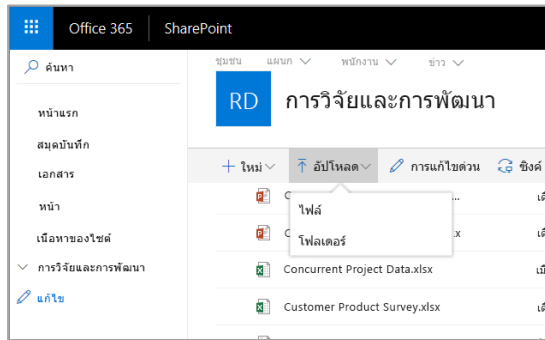 Office 365 SharePoint
ค้นหา
ชุมชน แผนก พนักงาน ข่าว
RD การวิจัยและการพัฒนา
หน้าแรก
สมุดบันทึก
เอกสาร
หน้า
เนื้อหาของไซต์
การวิจัยและการพัฒนา
แก้ไข
+ ใหม่ อัปโหลด การแก้ไขด่วน ซิงค์
ไฟล์
โฟลเดอร์
Concurrent Project Data.xlsx
Customer Product Survey.xlsx